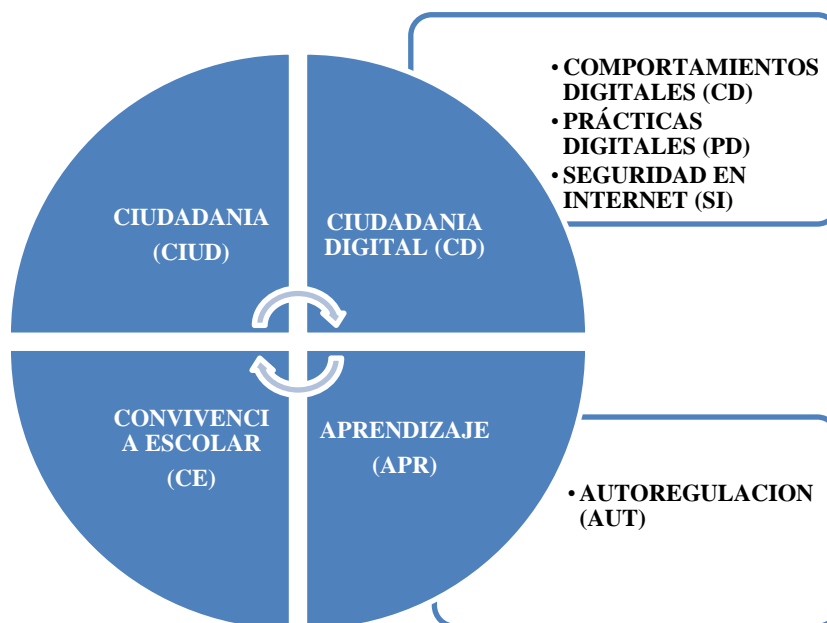 CIUDADANIA
(CIUD)
CIUDADANIA
DIGITAL (CD)
• COMPORTAMIENTOS
DIGITALES (CD)
• PRÁCTICAS
DIGITALES (PD)
• SEGURIDAD EN
INTERNET (SI)
CONVIVENCI
A ESCOLAR
(CE)
APRENDIZAJE
(APR)
• AUTOREGULACION
(AUT)